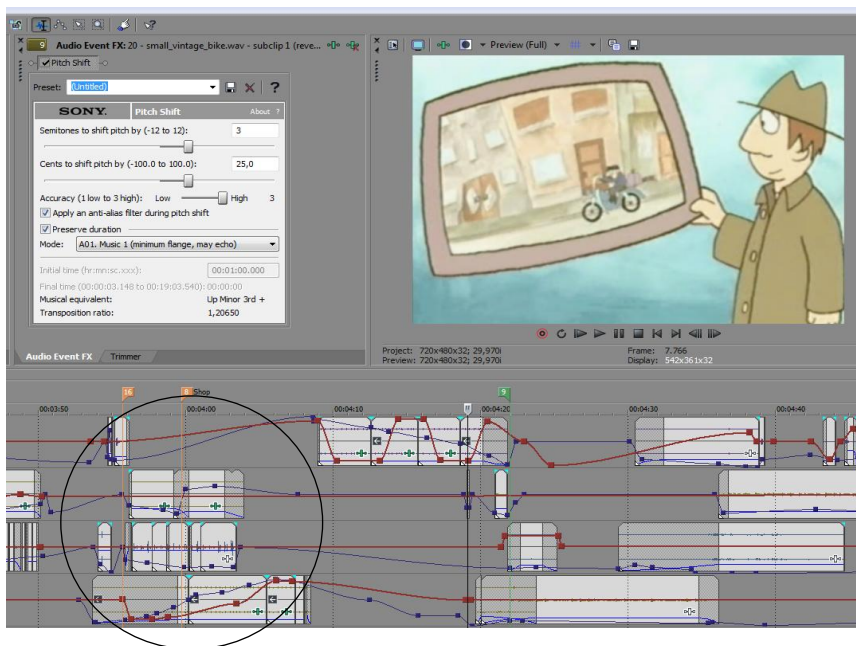 9 Audio Event FX: 20 - small_vintage_bike.wav - subclip 1 (reve...
Pitch Shift
Preset: (Untitled) ?
SONY. Pitch Shift About ?
Semitones to shift pitch by (-12 to 12): 3
Cents to shift pitch by (-100.0 to 100.0): 25,0
Accuracy (1 low to 3 high): Low High 3
Apply an anti-alias filter during pitch shift
Preserve duration
Mode: A01. Music 1 (minimum flange, may echo)
Initial time (hr:mn:sc.xxx): 00:01:00.000
Final time (00:00:03.148 to 00:19:03.540): 00:00:00
Musical equivalent: Up Minor 3rd +
Transposition ratio: 1,20650
Audio Event FX Trimmer
Preview (Full)
Project: 720x480x32; 29,970i
Preview: 720x480x32; 29,970i
Frame: 7.766
Display: 542x361x32
16 8 Shop 9
00:03:50 00:04:00 00:04:10 00:04:20 00:04:30 00:04:40